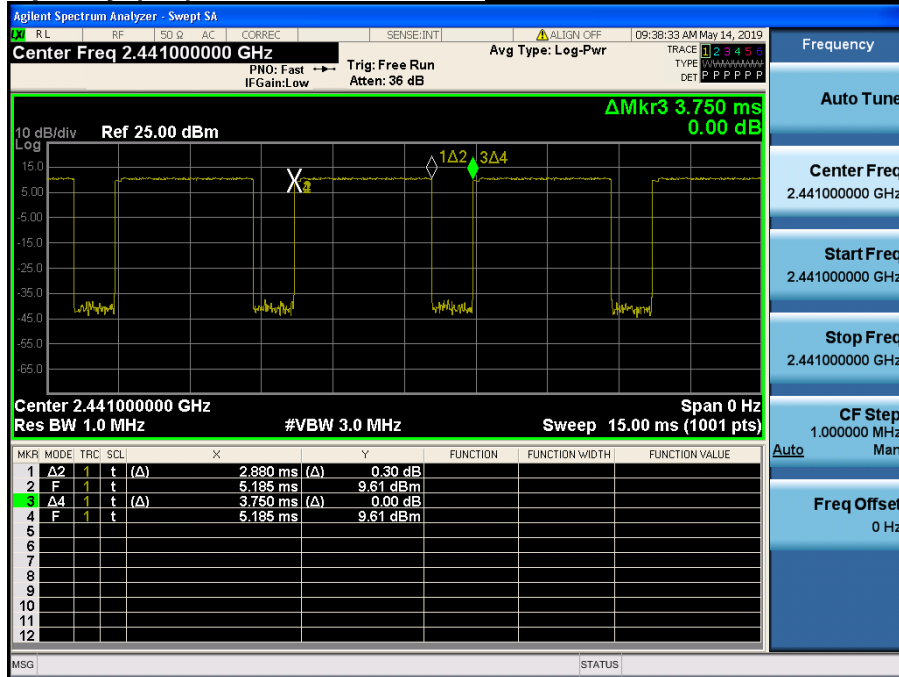 Agilent Spectrum Analyzer - Swept SA
LXI RL RF 50 Ω AC CORREC SENSE:INT ALIGN OFF 09:38:33 AM May 14, 2019
Center Freq 2.441000000 GHz Avg Type: Log-Pwr TRACE 1 2 3 4 5 6
PNO: Fast Trig: Free Run TYPE WWWWWW
IFGain:Low Atten: 36 dB DET P P P P P P
ΔMkr3 3.750 ms
0.00 dB
10 dB/div Ref 25.00 dBm
Log
15.0
5.00
-5.00
-15.0
-25.0
-35.0
-45.0
-55.0
-65.0
1Δ2 3Δ4
X2
Center 2.441000000 GHz Span 0 Hz
Res BW 1.0 MHz #VBW 3.0 MHz Sweep 15.00 ms (1001 pts)
MKR MODE TRC SCL X Y FUNCTION FUNCTION WIDTH FUNCTION VALUE
1 Δ2 1 t (Δ) 2.880 ms (Δ) 0.30 dB
2 F 1 t 5.185 ms 9.61 dBm
3 Δ4 1 t (Δ) 3.750 ms (Δ) 0.00 dB
4 F 1 t 5.185 ms 9.61 dBm
5
6
7
8
9
10
11
12
MSG STATUS
Frequency
Auto Tune
Center Freq
2.441000000 GHz
Start Freq
2.441000000 GHz
Stop Freq
2.441000000 GHz
CF Step
1.000000 MHz
Auto Man
Freq Offset
0 Hz